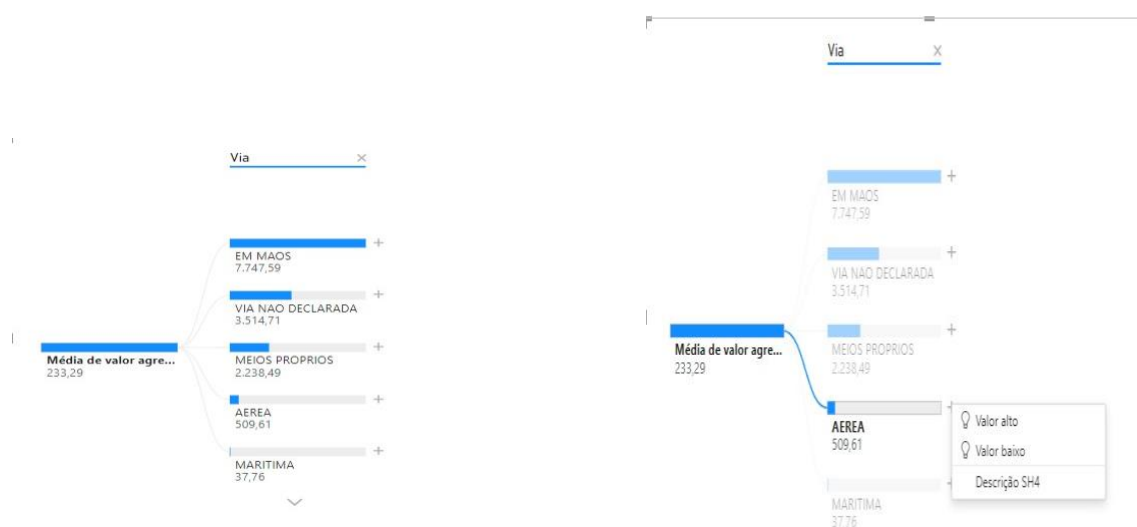 Via
EM MAOS
7.747,59
VIA NAO DECLARADA
3.514,71
Média de valor agre...
233,29
MEIOS PROPRIOS
2.238,49
AEREA
509,61
MARITIMA
37,76
Via
EM MAOS
7.747,59
VIA NAO DECLARADA
3.514,71
Média de valor agre...
233,29
MEIOS PROPRIOS
2.238,49
AEREA
509,61
Valor alto
Valor baixo
Descrição SH4
MARITIMA
37,76